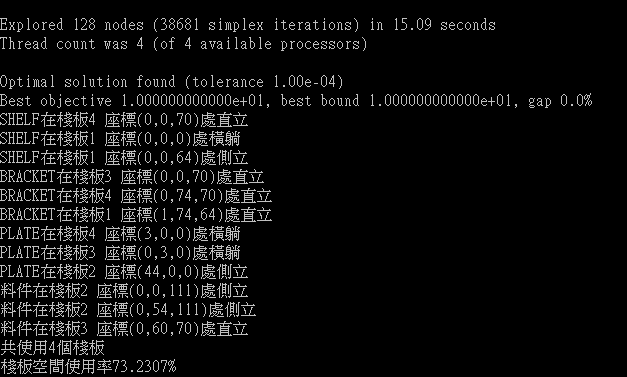 Explored 128 nodes (38681 simplex iterations) in 15.09 seconds
Thread count was 4 (of 4 available processors)
Optimal solution found (tolerance 1.00e-04)
Best objective 1.000000000000e+01, best bound 1.000000000000e+01, gap 0.0%
SHELF在棧板4 座標(0,0,70)處直立
SHELF在棧板1 座標(0,0,0)處橫躺
SHELF在棧板1 座標(0,0,64)處側立
BRACKET在棧板3 座標(0,0,70)處直立
BRACKET在棧板4 座標(0,74,70)處直立
BRACKET在棧板1 座標(1,74,64)處直立
PLATE在棧板4 座標(3,0,0)處橫躺
PLATE在棧板3 座標(0,3,0)處橫躺
PLATE在棧板2 座標(44,0,0)處側立
料件在棧板2 座標(0,0,111)處側立
料件在棧板2 座標(0,54,111)處側立
料件在棧板3 座標(0,60,70)處直立
共使用4個棧板
棧板空間使用率73.2307%